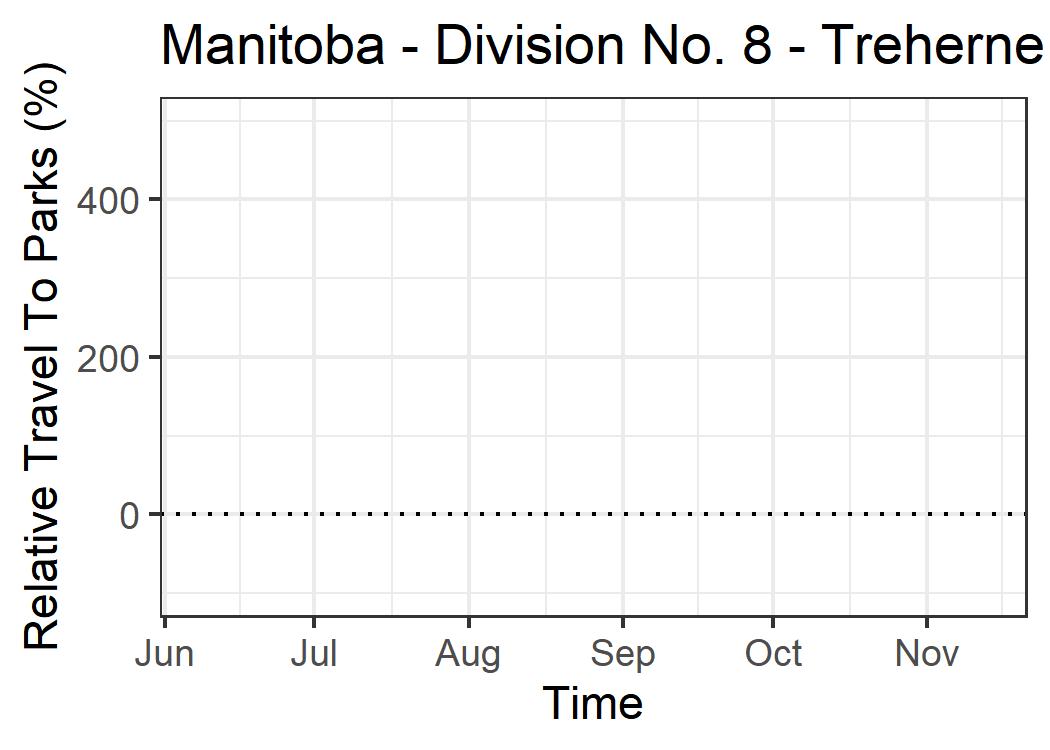 Manitoba - Division No. 8 - Treherne
Relative Travel To Parks (%)
400
200
0
Jun Jul Aug Sep Oct Nov
Time